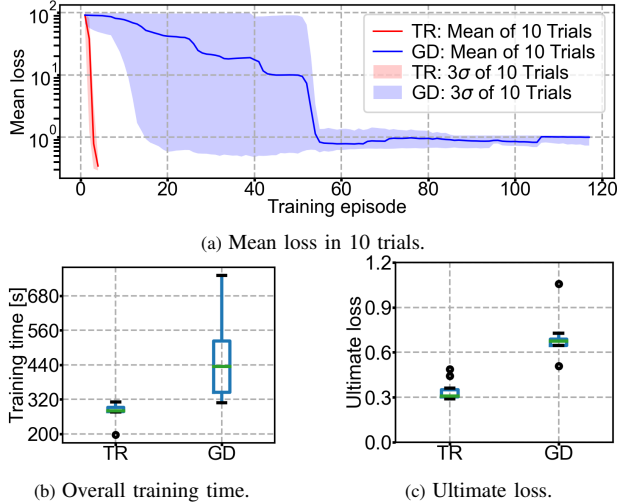 10²
10¹
10⁰
Mean loss
TR: Mean of 10 Trials
GD: Mean of 10 Trials
TR: 3σ of 10 Trials
GD: 3σ of 10 Trials
0 20 40 60 80 100 120
Training episode
(a) Mean loss in 10 trials.
Training time [s]
680
560
440
320
200
TR GD
(b) Overall training time.
Ultimate loss
1.2
0.9
0.6
0.3
0.0
TR GD
(c) Ultimate loss.